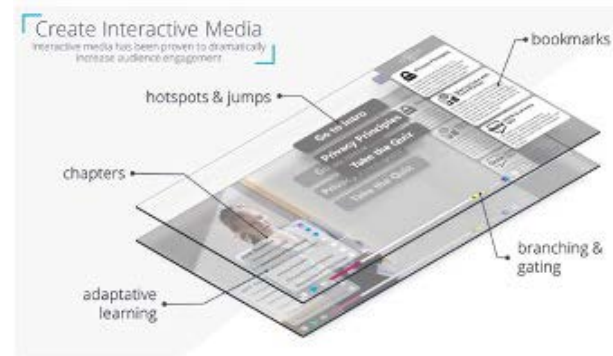 Create Interactive Media
Interactive media has been proven to dramatically
increase audience engagement
bookmarks
hotspots & jumps
Go to Intro
Privacy Principles
Take the Quiz
Take the Quiz
chapters
branching &
gating
adaptative
learning